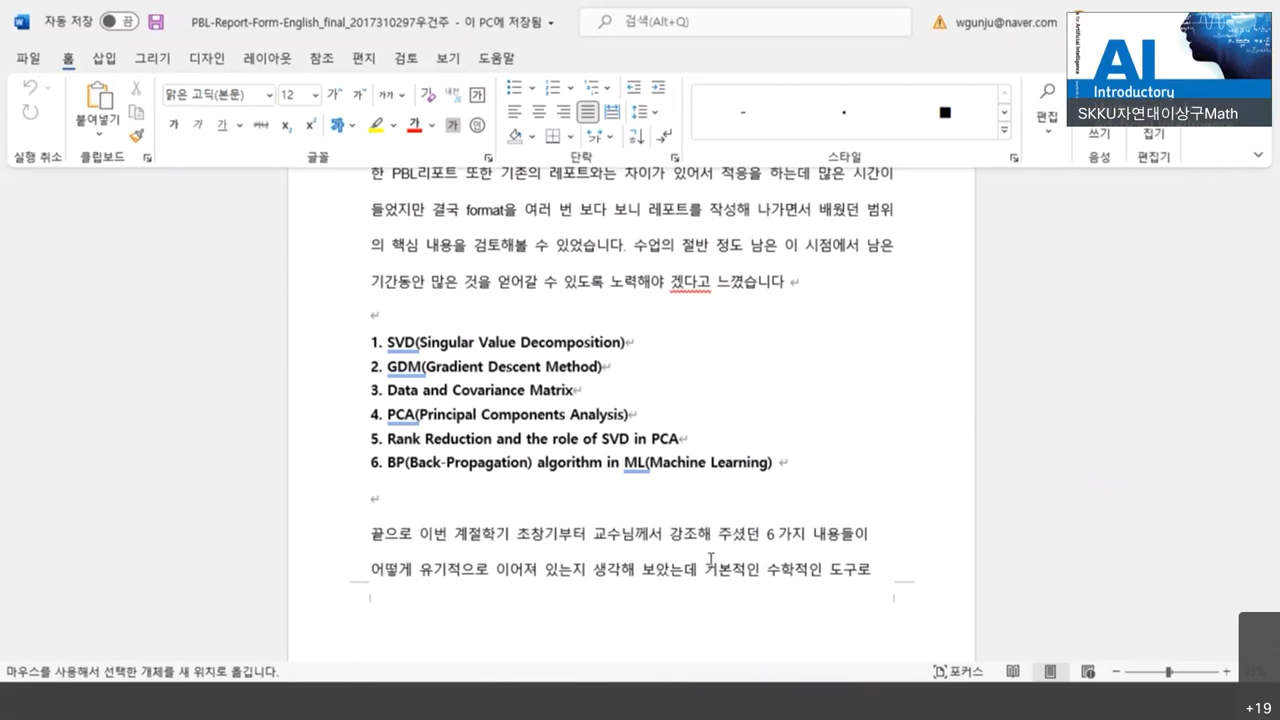 자동 저장 끔 PBL-Report-Form-English_final_2017310297우건주 - 이 PC에 저장됨 검색(Alt+Q) wgunju@naver.com
파일 홈 삽입 그리기 디자인 레이아웃 참조 편지 검토 보기 도움말
for Artificial Intelligence
AI
Introductory
SKKU자연대이상구Math
붙여넣기
맑은 고딕(본문) 12
편집
쓰기 집기
실행 취소 클립보드 글꼴 단락 스타일 음성 편집기
한 PBL리포트 또한 기존의 레포트와는 차이가 있어서 적응을 하는데 많은 시간이
들었지만 결국 format을 여러 번 보다 보니 레포트를 작성해 나가면서 배웠던 범위
의 핵심 내용을 검토해볼 수 있었습니다. 수업의 절반 정도 남은 이 시점에서 남은
기간동안 많은 것을 얻어갈 수 있도록 노력해야 겠다고 느꼈습니다
1. SVD(Singular Value Decomposition)
2. GDM(Gradient Descent Method)
3. Data and Covariance Matrix
4. PCA(Principal Components Analysis)
5. Rank Reduction and the role of SVD in PCA
6. BP(Back-Propagation) algorithm in ML(Machine Learning)
끝으로 이번 계절학기 초창기부터 교수님께서 강조해 주셨던 6가지 내용들이
어떻게 유기적으로 이어져 있는지 생각해 보았는데 기본적인 수학적인 도구로
마우스를 사용해서 선택한 개체를 새 위치로 옮깁니다. 포커스
+19